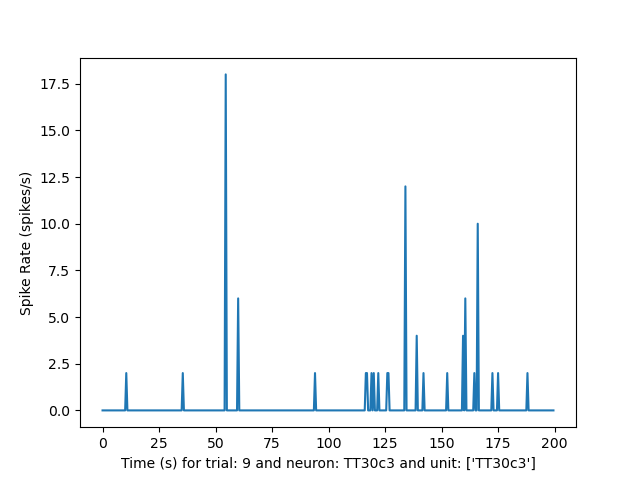 17.5
15.0
12.5
10.0
7.5
5.0
2.5
0.0
Spike Rate (spikes/s)
0 25 50 75 100 125 150 175 200
Time (s) for trial: 9 and neuron: TT30c3 and unit: ['TT30c3']